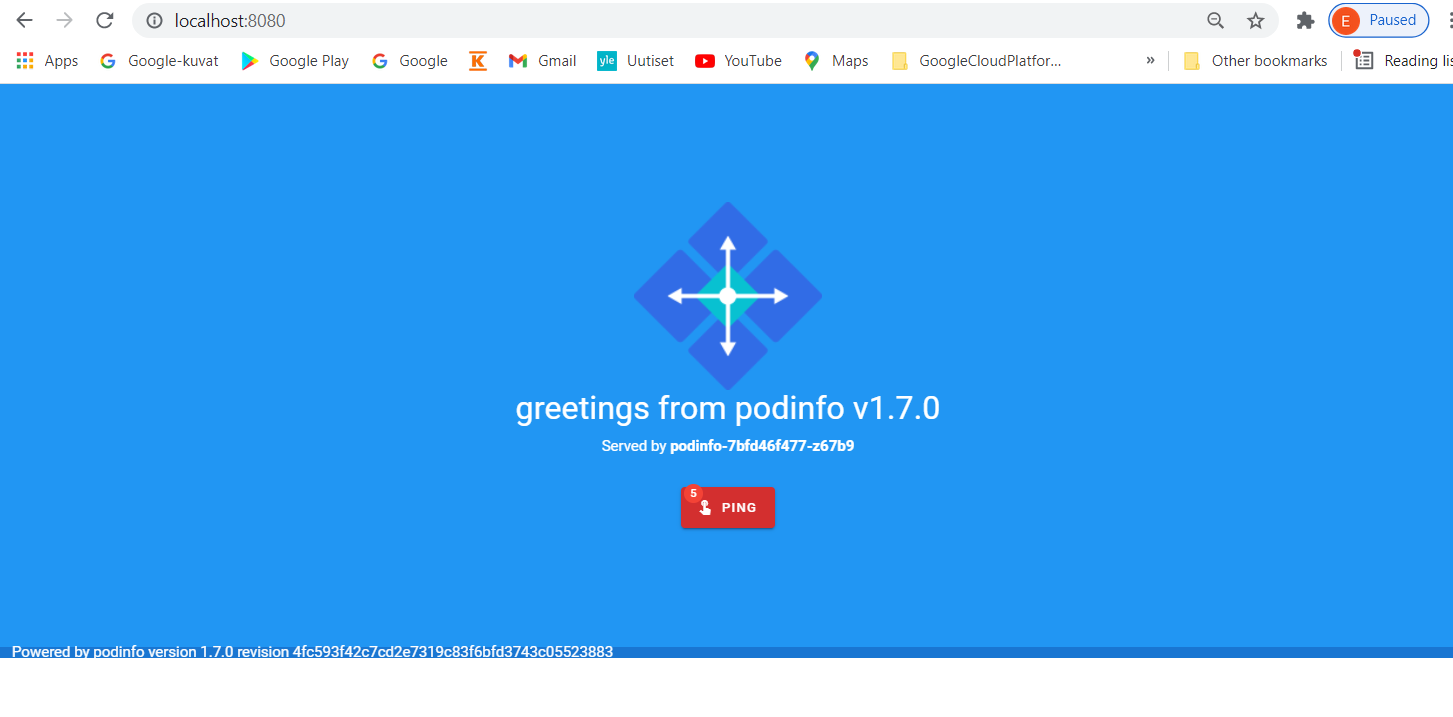 localhost:8080
E Paused
Apps Google-kuvat Google Play Google K Gmail yle Uutiset YouTube Maps GoogleCloudPlatfor... » Other bookmarks Reading lis
greetings from podinfo v1.7.0
Served by podinfo-7bfd46f477-z67b9
5
PING
Powered by podinfo version 1.7.0 revision 4fc593f42c7cd2e7319c83f6bfd3743c05523883